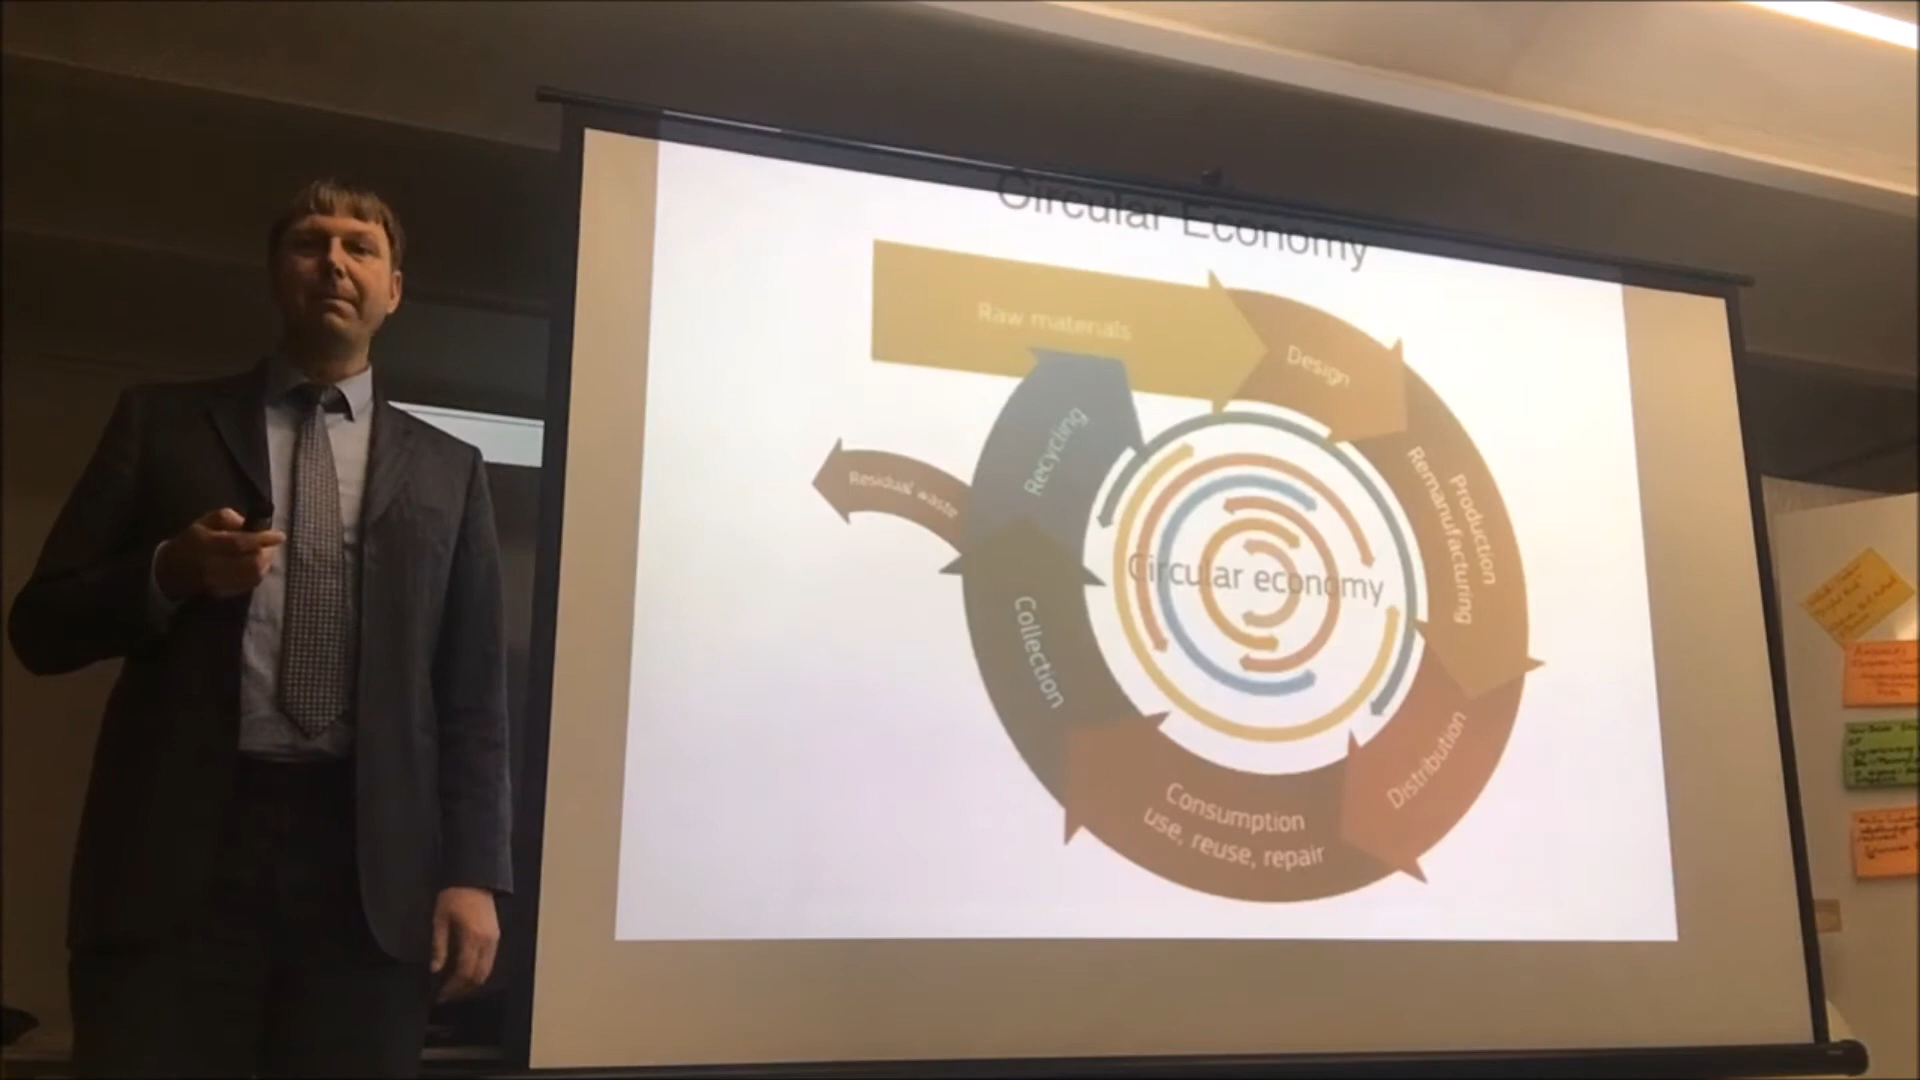 Circular Economy
Raw materials
Design
Production
Remanufacturing
Distribution
Consumption
use, reuse, repair
Collection
Recycling
Residual waste
Circular economy